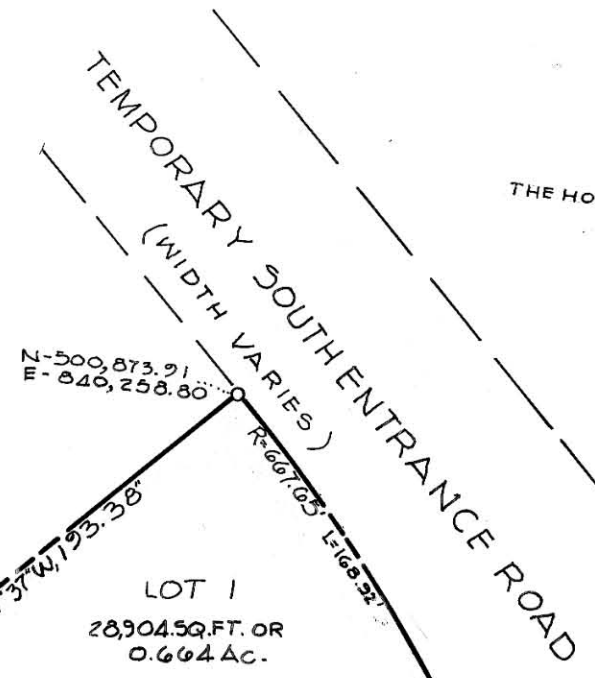 TEMPORARY SOUTH ENTRANCE ROAD
(WIDTH VARIES)
THE HO
N-500,873.91
E-840,258.80
R=667.65' L=168.92'
37"W, 193.38"
LOT 1
28,904.SQ.FT. OR
0.664 AC.